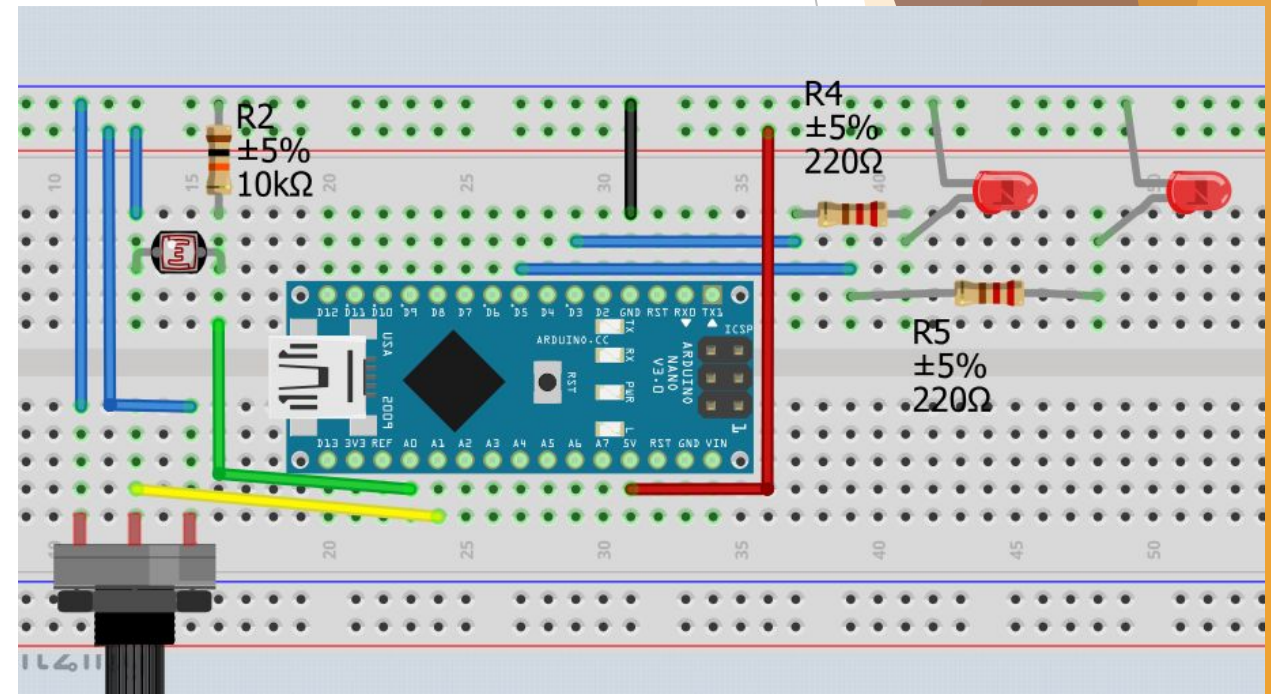 R2
±5%
10kΩ
R4
±5%
220Ω
10
15
20
25
30
35
40
50
D12 D11 D10 D9 D8 D7 D6 D5 D4 D3 D2 GND RST RX0 TX1
TX
RX
PWR
L
ICSP
USA
2009
ARDUINO.CC
RST
ARDUINO
NANO
V3.0
1
D13 3V3 REF A0 A1 A2 A3 A4 A5 A6 A7 5V RST GND VIN
R5
±5%
220Ω
20
25
30
35
40
45
50